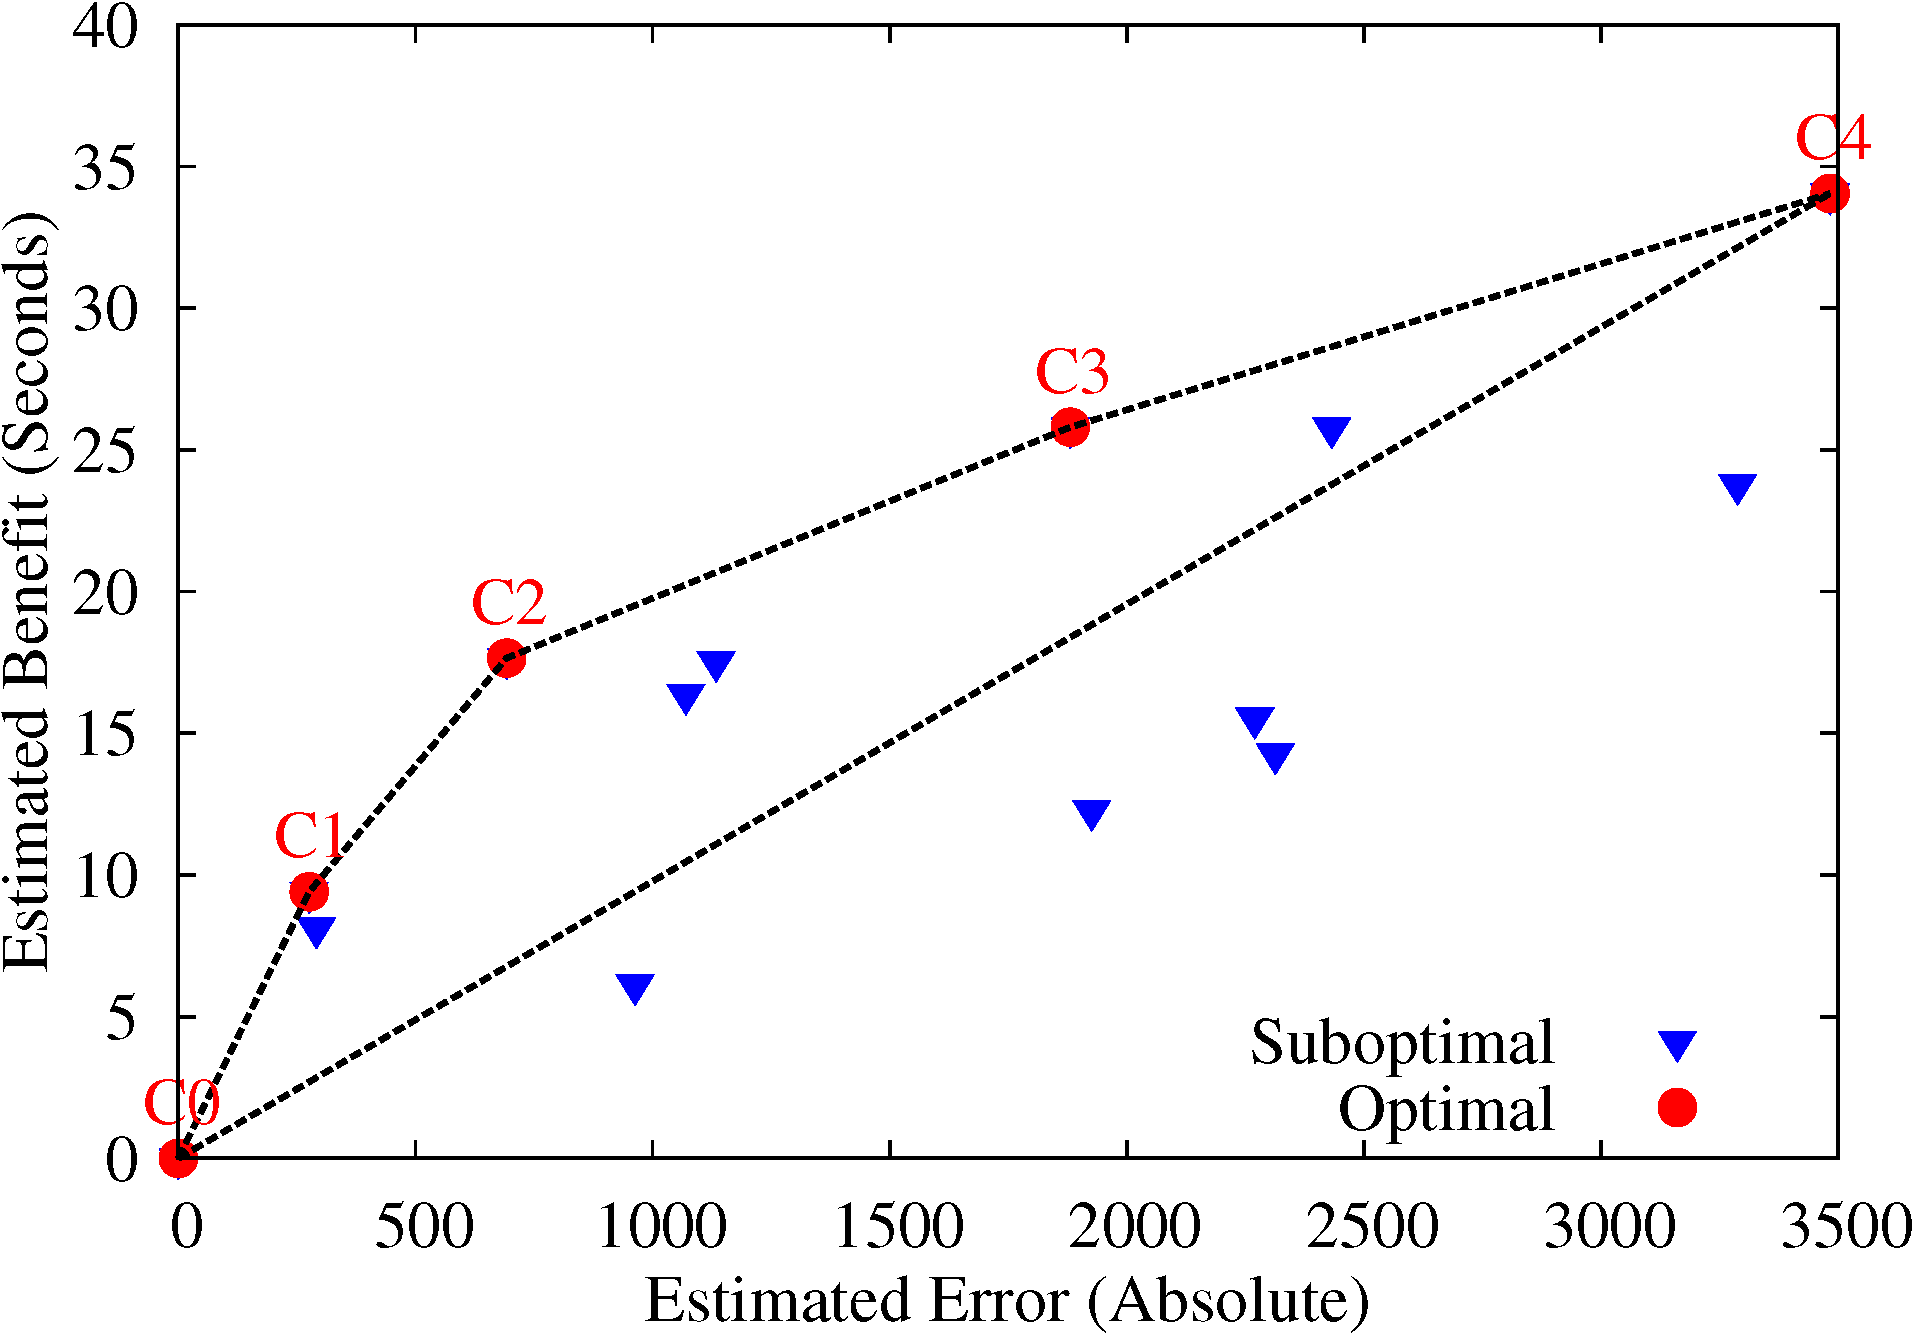 40
35
30
25
20
15
10
5
0
Estimated Benefit (Seconds)
C4
C3
C2
C1
C0
Suboptimal
Optimal
0 500 1000 1500 2000 2500 3000 3500
Estimated Error (Absolute)